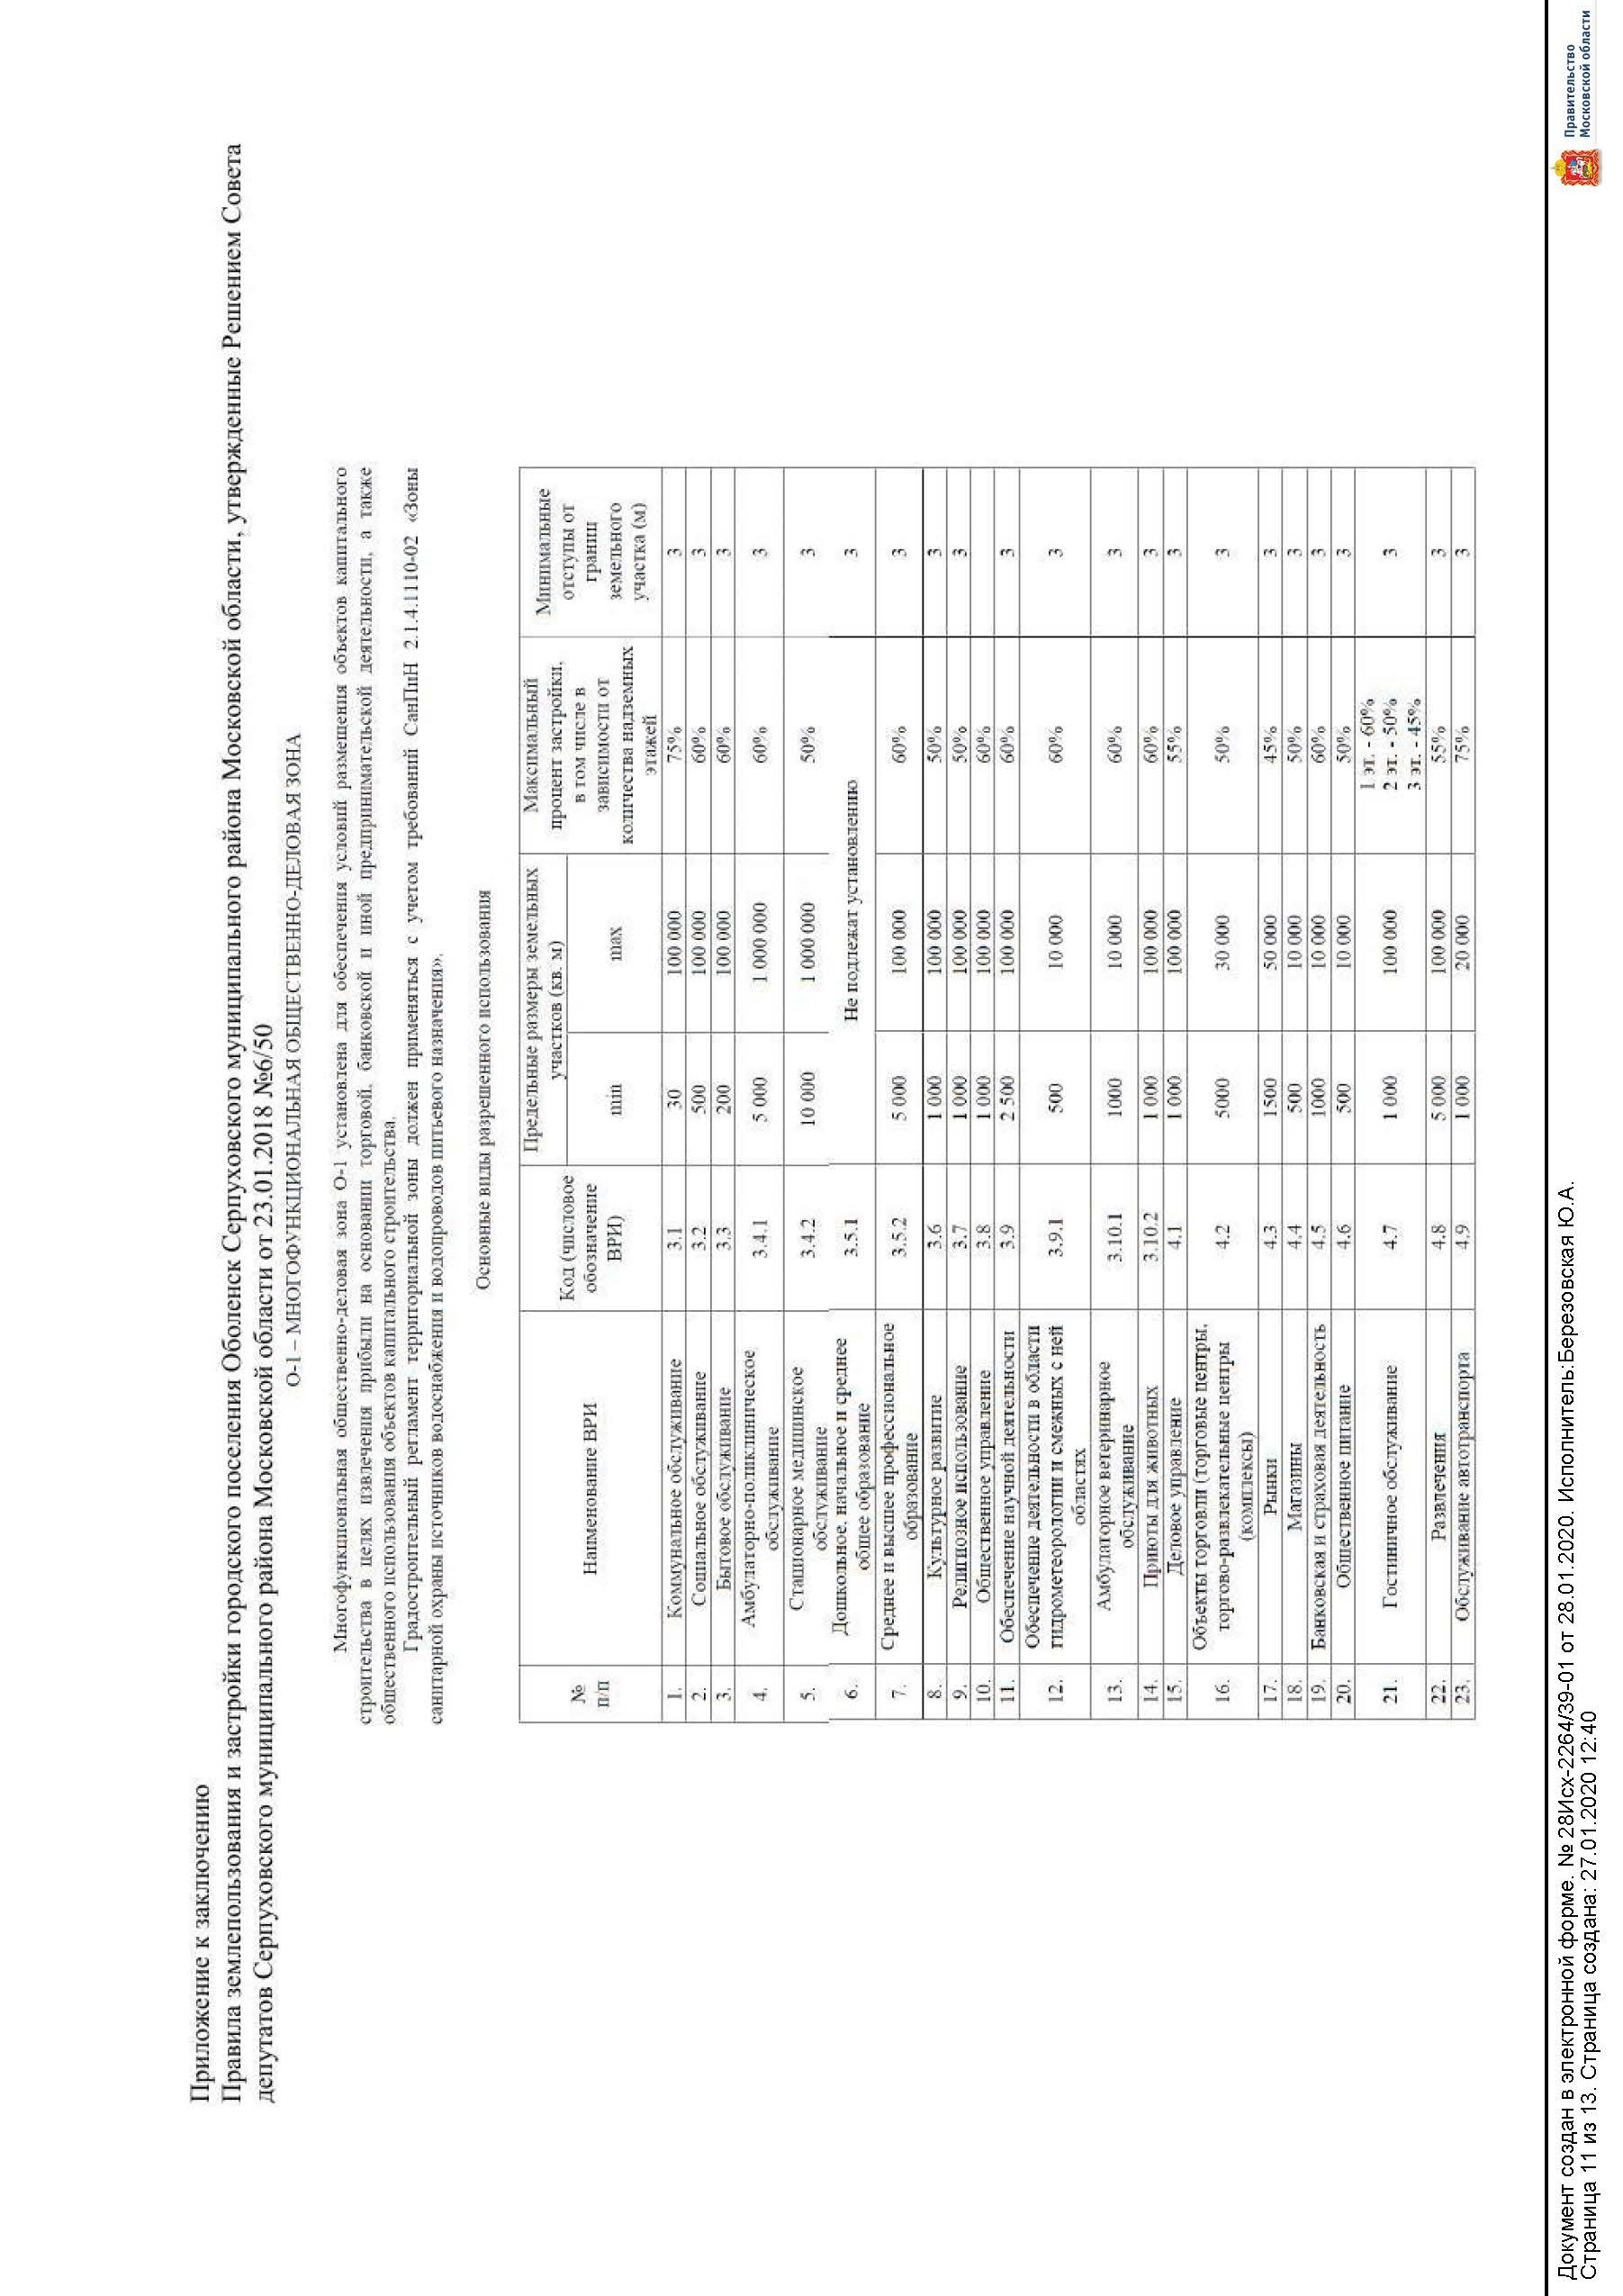 Приложение к заключению
Правила землепользования и застройки городского поселения Оболенск Серпуховского муниципального района Московской области, утвержденные Решением Совета
депутатов Серпуховского муниципального района Московской области от 23.01.2018 №6/50
О-1 – МНОГОФУНКЦИОНАЛЬНАЯ ОБЩЕСТВЕННО-ДЕЛОВАЯ ЗОНА
Многофункциональная общественно-деловая зона О-1 установлена для обеспечения условий размещения объектов капитального
строительства в целях извлечения прибыли на основании торговой, банковской и иной предпринимательской деятельности, а также
общественного использования объектов капитального строительства.
Градостроительный регламент территориальной зоны должен применяться с учетом требований СанПиН 2.1.4.1110-02 «Зоны
санитарной охраны источников водоснабжения и водопроводов питьевого назначения».
Основные виды разрешенного использования
№ п/п | Наименование ВРИ | Код (числовое обозначение ВРИ) | Предельные размеры земельных участков (кв. м) min | max | Максимальный процент застройки, в том числе в зависимости от количества надземных этажей | Минимальные отступы от границ земельного участка (м)
1. | Коммунальное обслуживание | 3.1 | 30 | 100 000 | 75% | 3
2. | Социальное обслуживание | 3.2 | 500 | 100 000 | 60% | 3
3. | Бытовое обслуживание | 3.3 | 200 | 100 000 | 60% | 3
4. | Амбулаторно-поликлиническое обслуживание | 3.4.1 | 5 000 | 1 000 000 | 60% | 3
5. | Стационарное медицинское обслуживание | 3.4.2 | 10 000 | 1 000 000 | 50% | 3
6. | Дошкольное, начальное и среднее общее образование | 3.5.1 | Не подлежат установлению | 3
7. | Среднее и высшее профессиональное образование | 3.5.2 | 5 000 | 100 000 | 60% | 3
8. | Культурное развитие | 3.6 | 1 000 | 100 000 | 50% | 3
9. | Религиозное использование | 3.7 | 1 000 | 100 000 | 50% | 3
10. | Общественное управление | 3.8 | 1 000 | 100 000 | 60% | 3
11. | Обеспечение научной деятельности | 3.9 | 2 500 | 100 000 | 60% | 3
12. | Обеспечение деятельности в области гидрометеорологии и смежных с ней областях | 3.9.1 | 500 | 10 000 | 60% | 3
13. | Амбулаторное ветеринарное обслуживание | 3.10.1 | 1000 | 10 000 | 60% | 3
14. | Приюты для животных | 3.10.2 | 1 000 | 100 000 | 60% | 3
15. | Деловое управление | 4.1 | 1 000 | 100 000 | 55% | 3
16. | Объекты торговли (торговые центры, торгово-развлекательные центры (комплексы) | 4.2 | 5000 | 30 000 | 50% | 3
17. | Рынки | 4.3 | 1500 | 50 000 | 45% | 3
18. | Магазины | 4.4 | 500 | 10 000 | 50% | 3
19. | Банковская и страховая деятельность | 4.5 | 1000 | 10 000 | 60% | 3
20. | Общественное питание | 4.6 | 500 | 10 000 | 50% | 3
21. | Гостиничное обслуживание | 4.7 | 1 000 | 100 000 | 1 эт. - 60% 2 эт. - 50% 3 эт. - 45% | 3
22. | Развлечения | 4.8 | 5 000 | 100 000 | 55% | 3
23. | Обслуживание автотранспорта | 4.9 | 1 000 | 20 000 | 75% | 3
Документ создан в электронной форме. № 28Исх-2264/39-01 от 28.01.2020. Исполнитель:Березовская Ю.А.
Страница 11 из 13. Страница создана: 27.01.2020 12:40
Правительство
Московской области